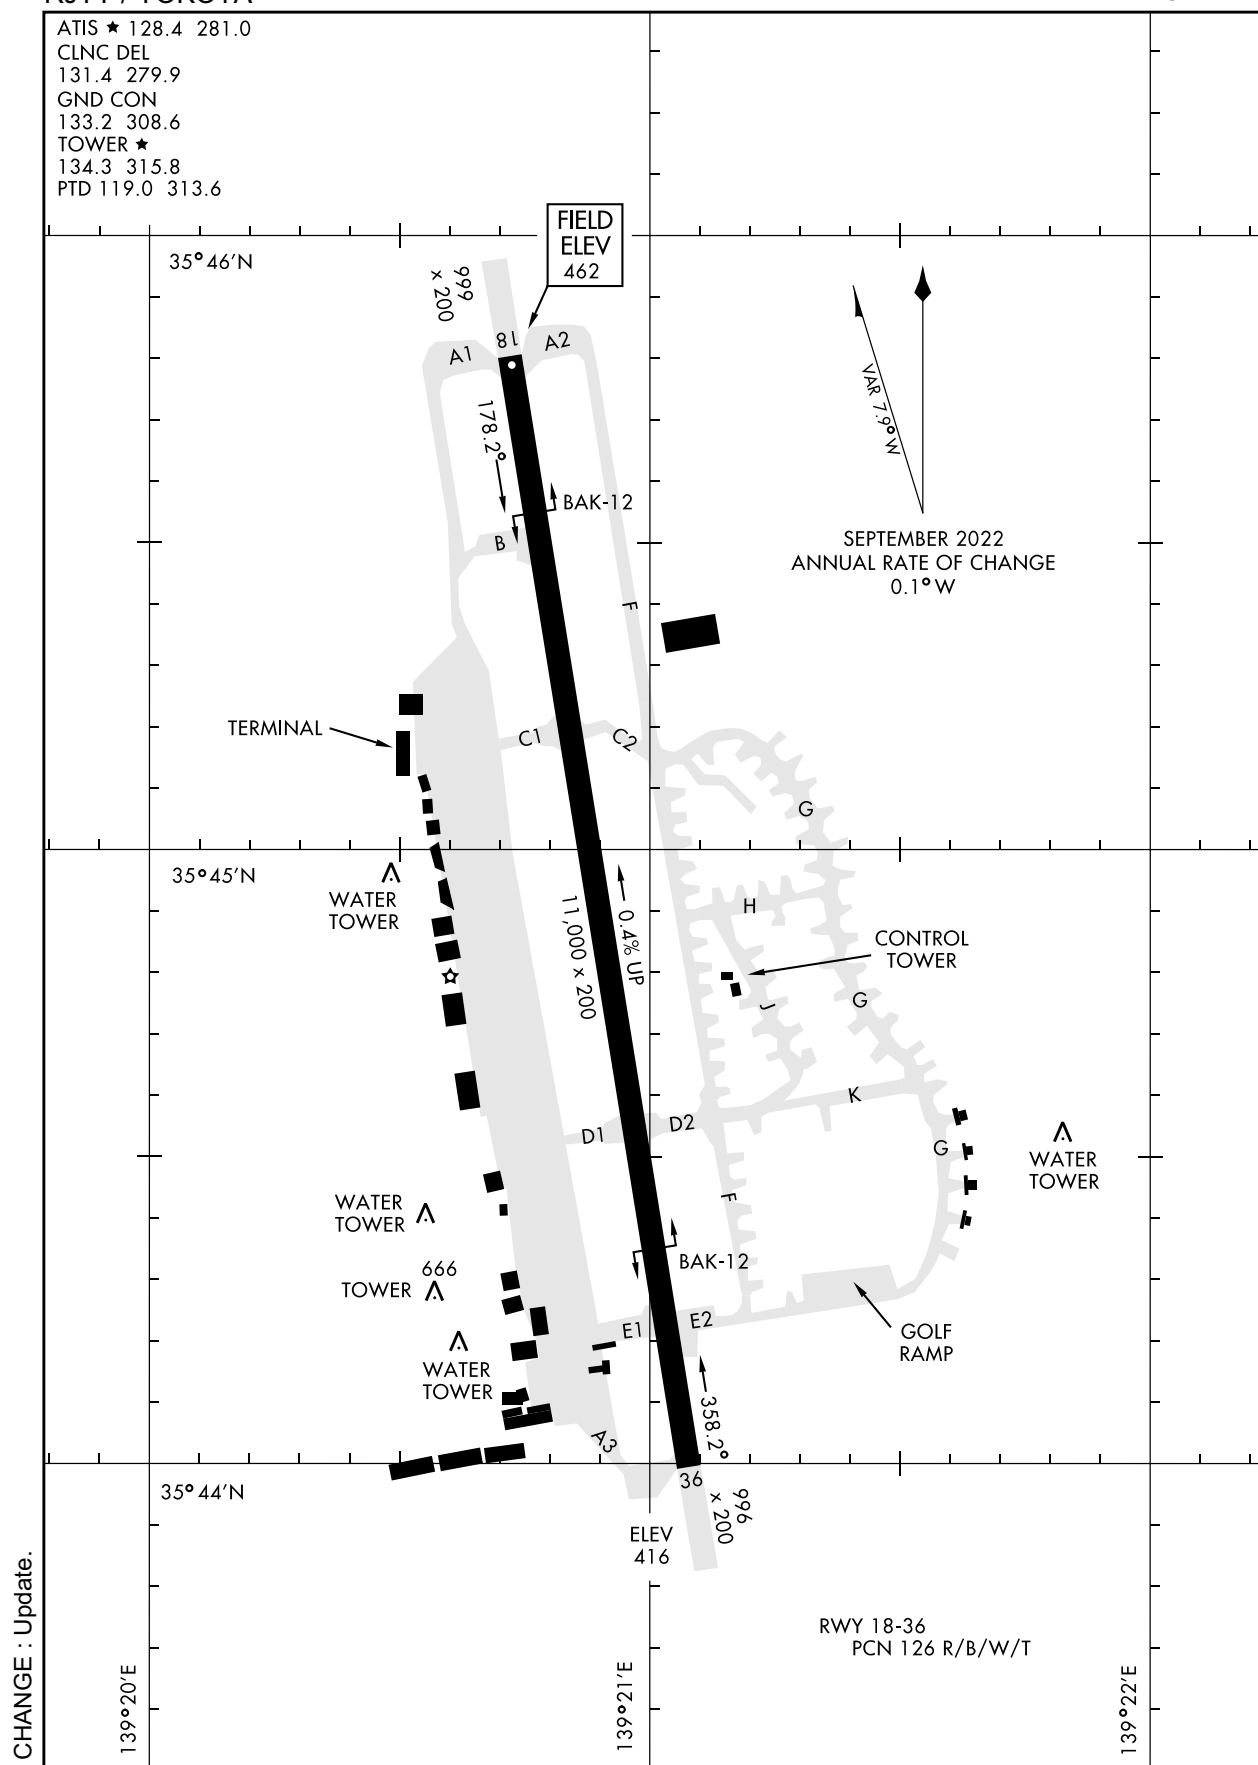 ATIS ★ 128.4 281.0
CLNC DEL
131.4 279.9
GND CON
133.2 308.6
TOWER ★
134.3 315.8
PTD 119.0 313.6
FIELD
ELEV
462
35°46'N
999
x 200
A1
18
A2
178.2°
VAR 7.9° W
BAK-12
B
SEPTEMBER 2022
ANNUAL RATE OF CHANGE
0.1° W
F
TERMINAL
C1
C2
G
35°45'N
WATER
TOWER
11,000 x 200
0.4% UP
H
CONTROL
TOWER
J
G
K
D1
D2
G
WATER
TOWER
WATER
TOWER
F
BAK-12
666
TOWER
E1
E2
GOLF
RAMP
WATER
TOWER
358.2°
A3
36
35°44'N
996
x 200
ELEV
416
RWY 18-36
PCN 126 R/B/W/T
139°20'E
139°21'E
139°22'E
CHANGE : Update.